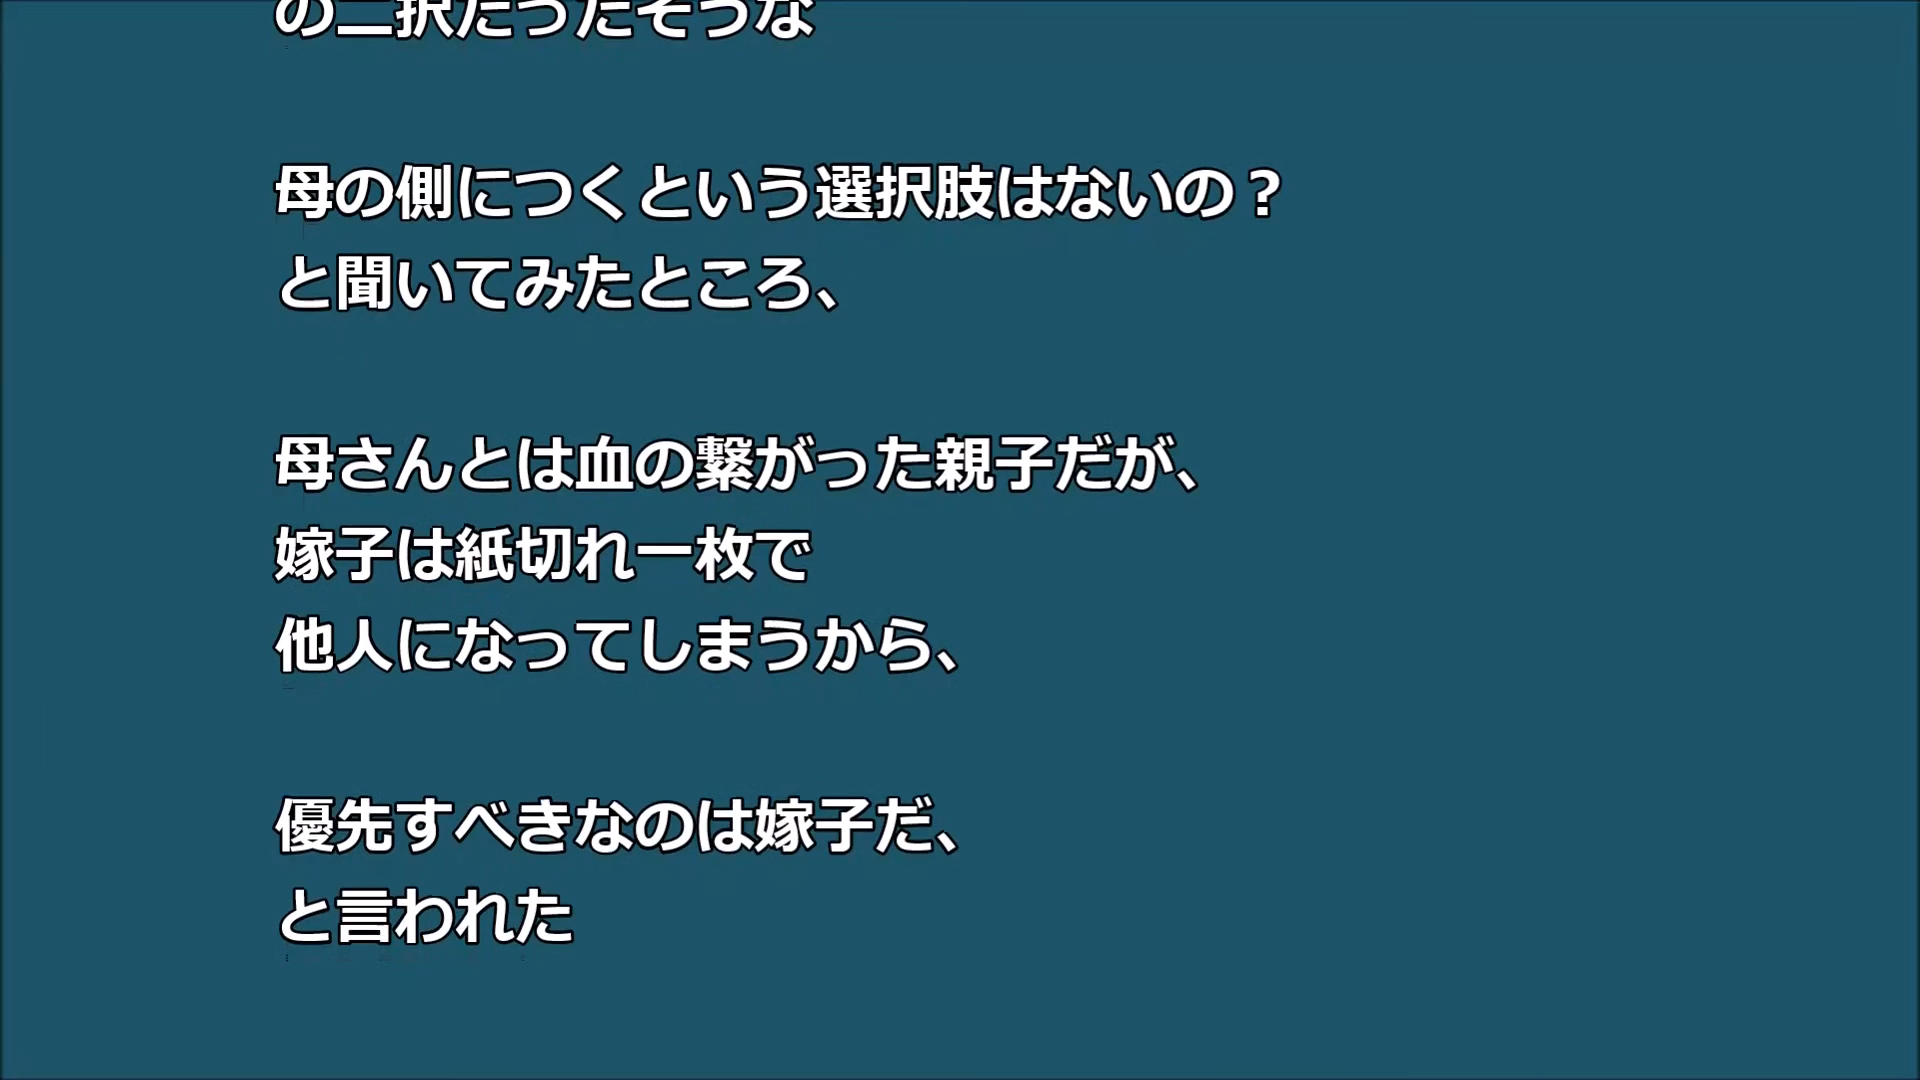 の二択だったそうな
母の側につくという選択肢はないの？
と聞いてみたところ、
母さんとは血の繋がった親子だが、
嫁子は紙切れ一枚で
他人になってしまうから、
優先すべきなのは嫁子だ、
と言われた